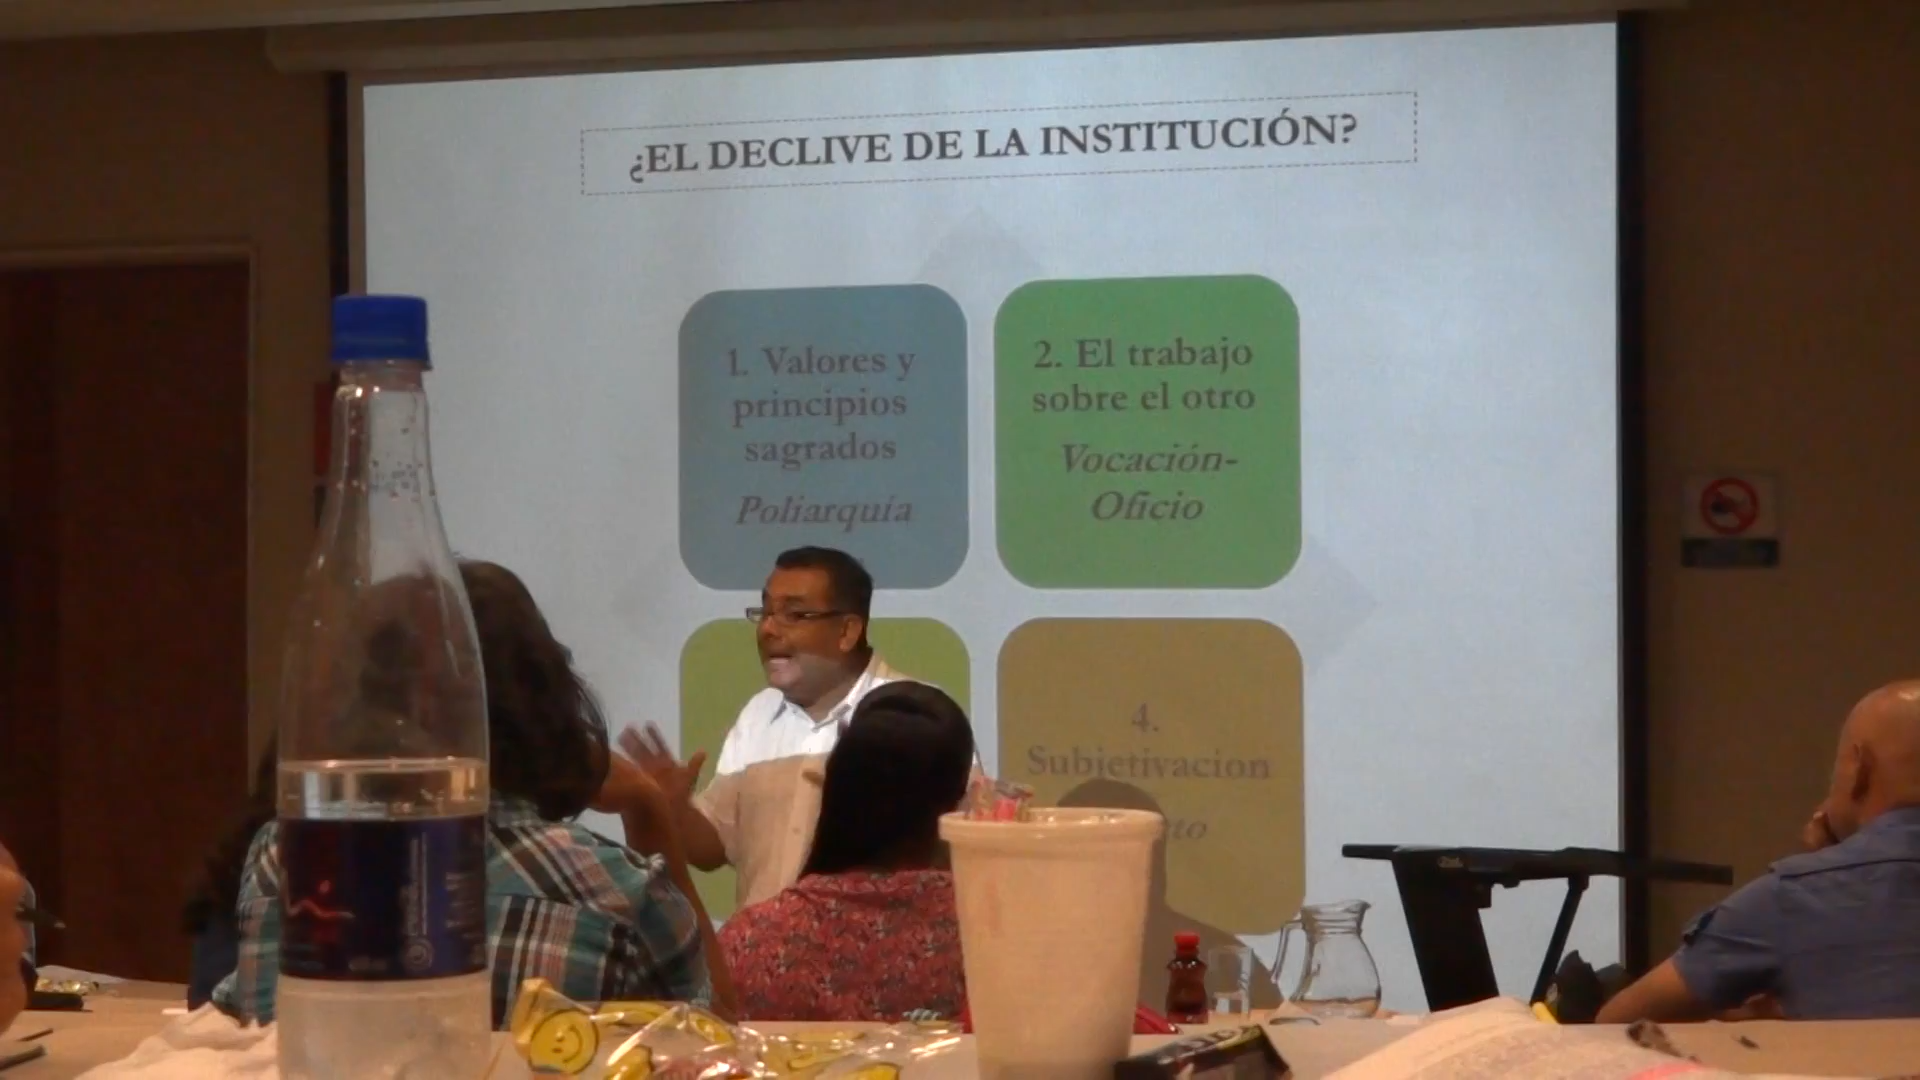 ¿EL DECLIVE DE LA INSTITUCIÓN?
1. Valores y
principios
sagrados
Poliarquía
2. El trabajo
sobre el otro
Vocación-
Oficio
4.
Subjetivacion